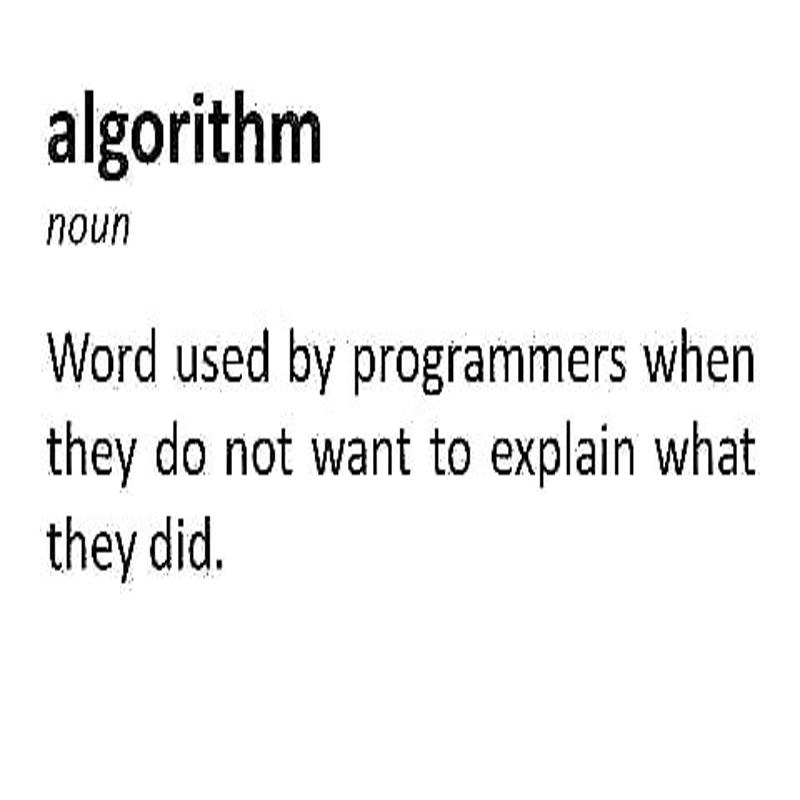 algorithm
noun
Word used by programmers when
they do not want to explain what
they did.